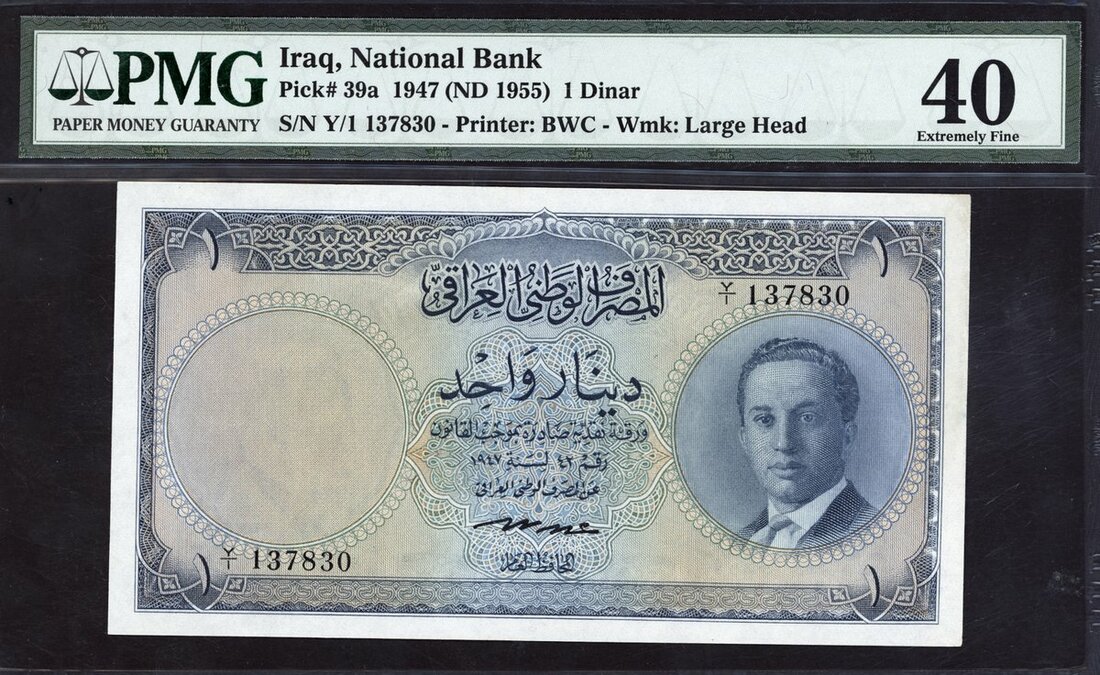 PMG
PAPER MONEY GUARANTY
Iraq, National Bank
Pick# 39a 1947 (ND 1955) 1 Dinar
S/N Y/1 137830 - Printer: BWC - Wmk: Large Head
40
Extremely Fine
١ ١
المصرف الوطني العراقي
Y/1 137830
دينار واحد
ورقة نقدية صادرة بموجب القانون
رقم ٤٢ لسنة ١٩٤٧
عن المصرف الوطني العراقي
Y/1 137830
المحافظ العام
١ ١